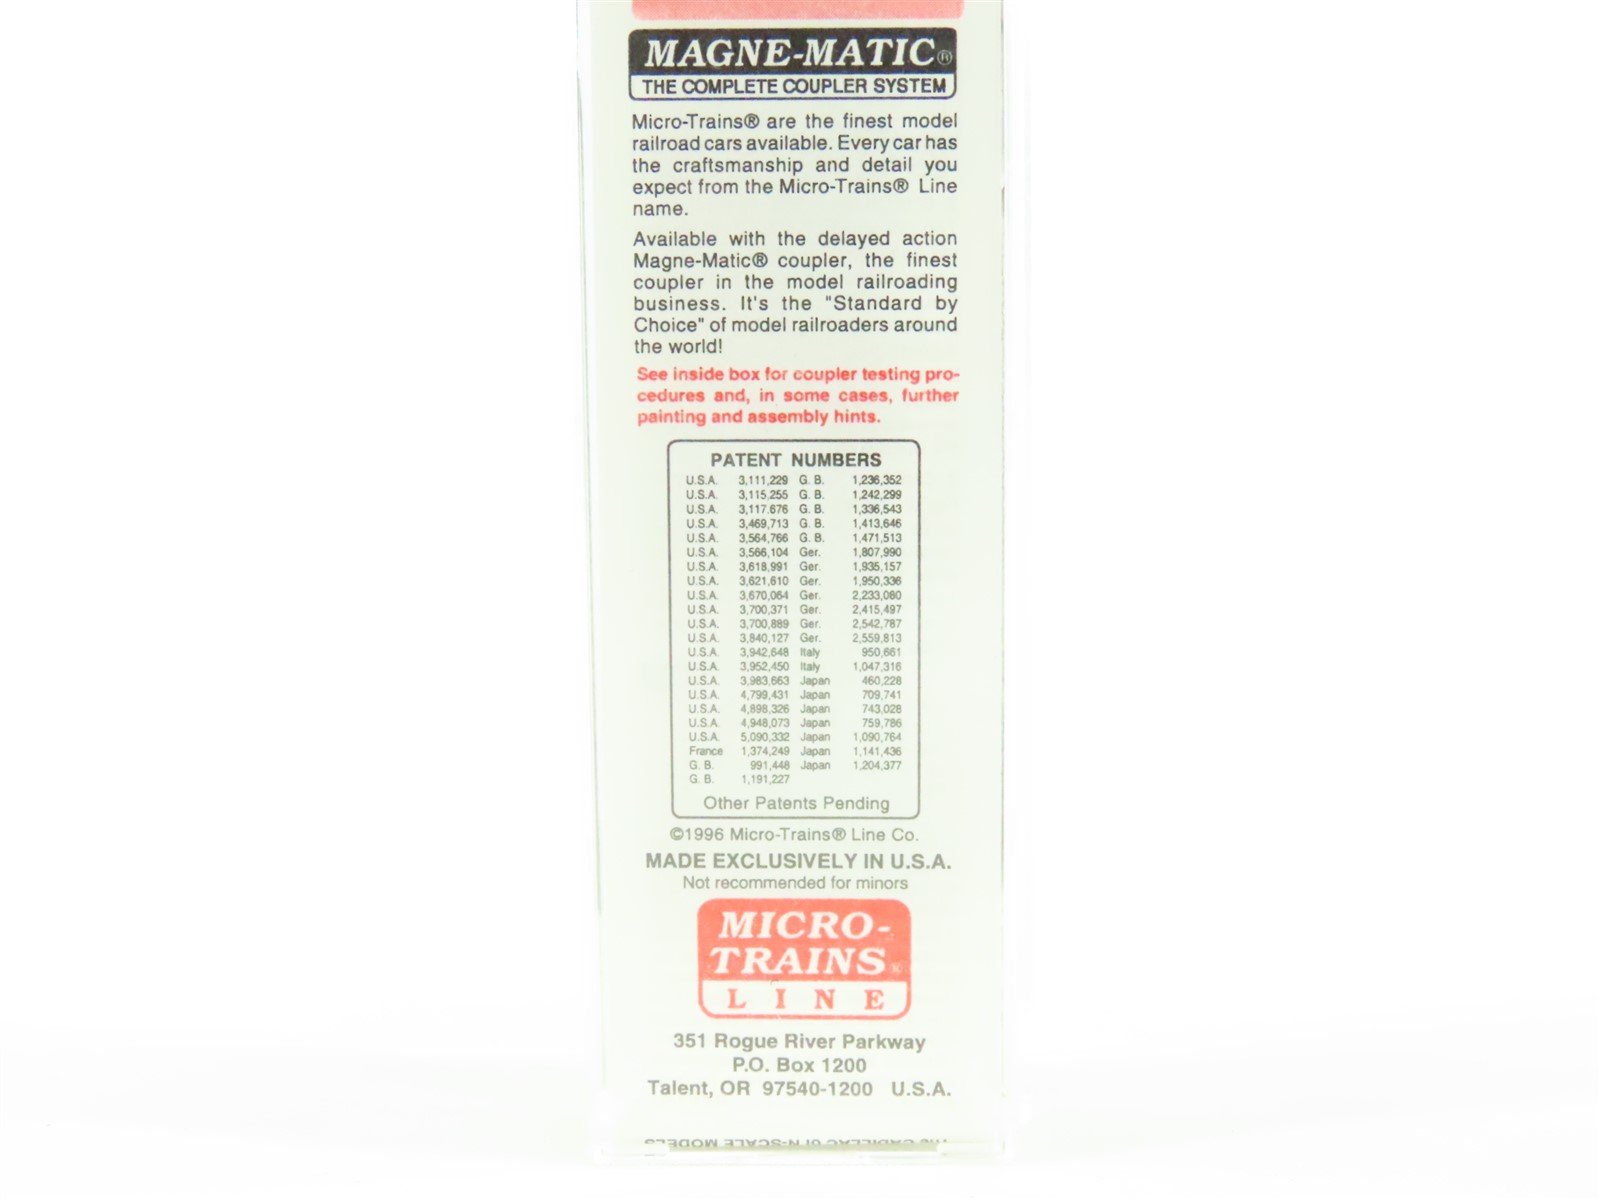 MAGNE-MATIC®
THE COMPLETE COUPLER SYSTEM
Micro-Trains® are the finest model
railroad cars available. Every car has
the craftsmanship and detail you
expect from the Micro-Trains® Line
name.
Available with the delayed action
Magne-Matic® coupler, the finest
coupler in the model railroading
business. It's the "Standard by
Choice" of model railroaders around
the world!
See inside box for coupler testing pro-
cedures and, in some cases, further
painting and assembly hints.
PATENT NUMBERS
U.S.A. 3,111,229 G. B. 1,236,352
U.S.A. 3,115,255 G. B. 1,242,299
U.S.A. 3,117,676 G. B. 1,336,543
U.S.A. 3,469,713 G. B. 1,413,646
U.S.A. 3,564,766 G. B. 1,471,513
U.S.A. 3,566,104 Ger. 1,807,990
U.S.A. 3,618,991 Ger. 1,935,157
U.S.A. 3,621,610 Ger. 1,950,336
U.S.A. 3,670,064 Ger. 2,233,080
U.S.A. 3,700,371 Ger. 2,415,497
U.S.A. 3,700,889 Ger. 2,542,787
U.S.A. 3,840,127 Ger. 2,559,813
U.S.A. 3,942,648 Italy 950,661
U.S.A. 3,952,450 Italy 1,047,316
U.S.A. 3,983,663 Japan 460,228
U.S.A. 4,799,431 Japan 709,741
U.S.A. 4,898,326 Japan 743,028
U.S.A. 4,948,073 Japan 759,786
U.S.A. 5,090,332 Japan 1,090,764
France 1,374,249 Japan 1,141,436
G. B. 991,448 Japan 1,204,377
G. B. 1,191,227
Other Patents Pending
©1996 Micro-Trains® Line Co.
MADE EXCLUSIVELY IN U.S.A.
Not recommended for minors
MICRO-
TRAINS®
LINE
351 Rogue River Parkway
P.O. Box 1200
Talent, OR 97540-1200 U.S.A.
The CADILLAC of N-SCALE MODELS